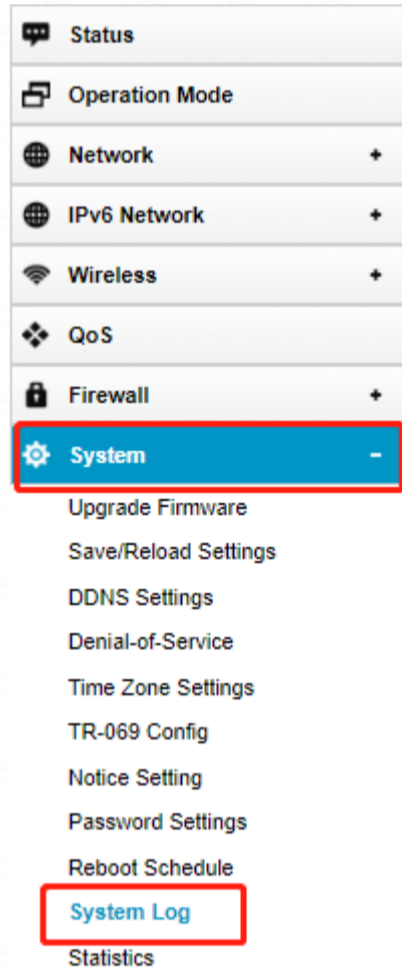 Status
Operation Mode
Network +
IPv6 Network +
Wireless +
QoS
Firewall +
System -
Upgrade Firmware
Save/Reload Settings
DDNS Settings
Denial-of-Service
Time Zone Settings
TR-069 Config
Notice Setting
Password Settings
Reboot Schedule
System Log
Statistics